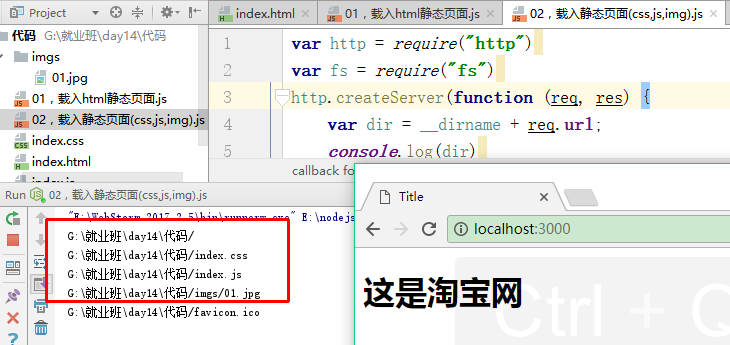 Project
index.html
01，载入html静态页面.js
02，载入静态页面(css,js,img).js
代码 G:\就业班\day14\代码
imgs
01.jpg
01，载入html静态页面.js
02，载入静态页面(css,js,img).js
index.css
index.html
1 var http = require("http")
2 var fs = require("fs")
3 http.createServer(function (req, res) {
4 var dir = __dirname + req.url;
5 console.log(dir)
callback fo
Run 02，载入静态页面(css,js,img).js
G:\就业班\day14\代码/
G:\就业班\day14\代码/index.css
G:\就业班\day14\代码/index.js
G:\就业班\day14\代码/imgs/01.jpg
G:\就业班\day14\代码/favicon.ico
Title
localhost:3000
这是淘宝网
Ctrl + Q